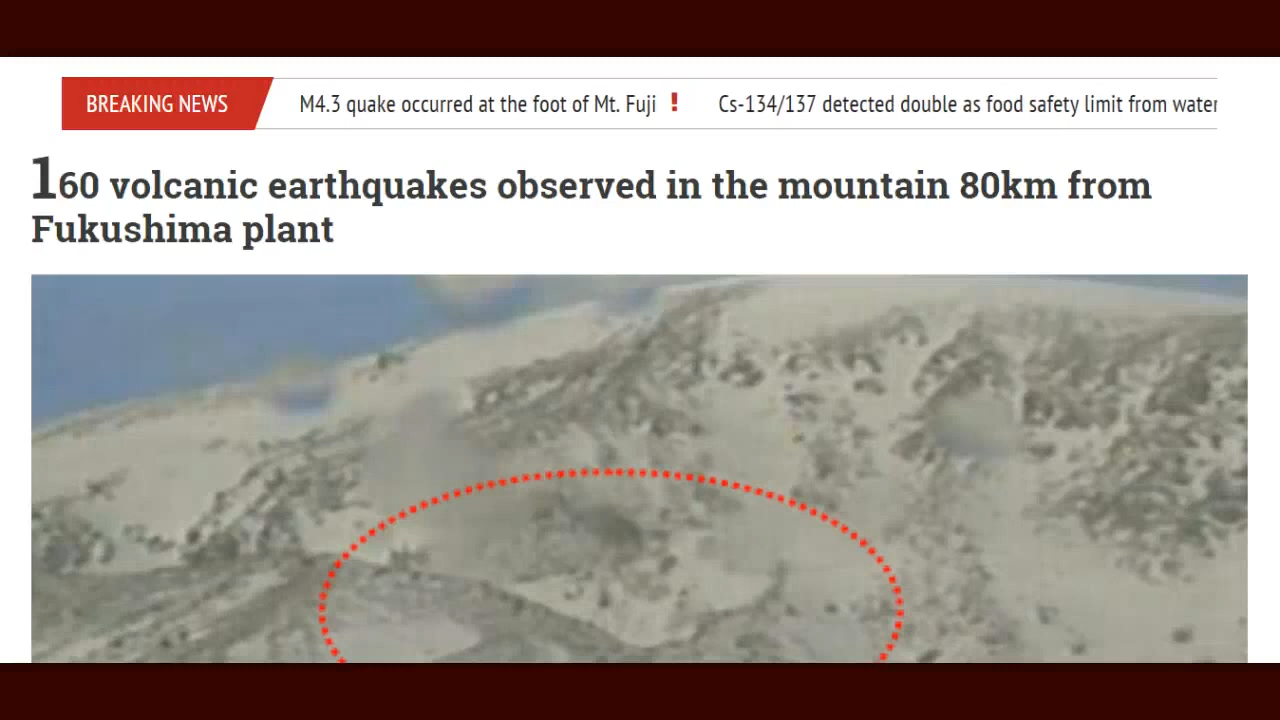 BREAKING NEWS
M4.3 quake occurred at the foot of Mt. Fuji ! Cs-134/137 detected double as food safety limit from water
160 volcanic earthquakes observed in the mountain 80km from
Fukushima plant